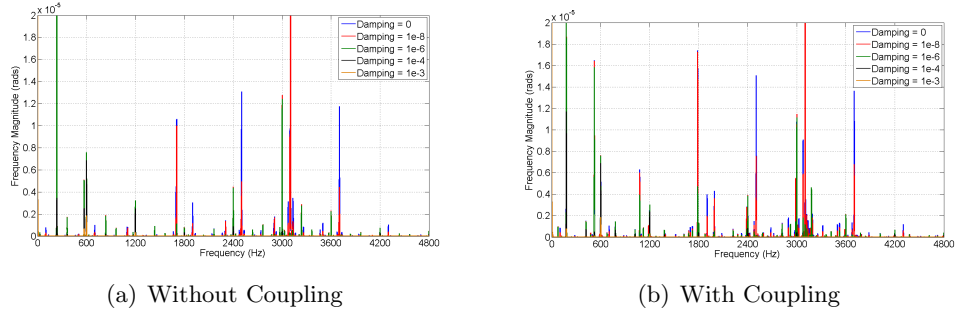 2 x 10^-5
1.8
1.6
1.4
1.2
1
0.8
0.6
0.4
0.2
0
Frequency Magnitude (rads)
Damping = 0
Damping = 1e-8
Damping = 1e-6
Damping = 1e-4
Damping = 1e-3
0 600 1200 1800 2400 3000 3600 4200 4800
Frequency (Hz)
(a) Without Coupling
2 x 10^-5
1.8
1.6
1.4
1.2
1
0.8
0.6
0.4
0.2
0
Frequency Magnitude (rads)
Damping = 0
Damping = 1e-8
Damping = 1e-6
Damping = 1e-4
Damping = 1e-3
0 600 1200 1800 2400 3000 3600 4200 4800
Frequency (Hz)
(b) With Coupling